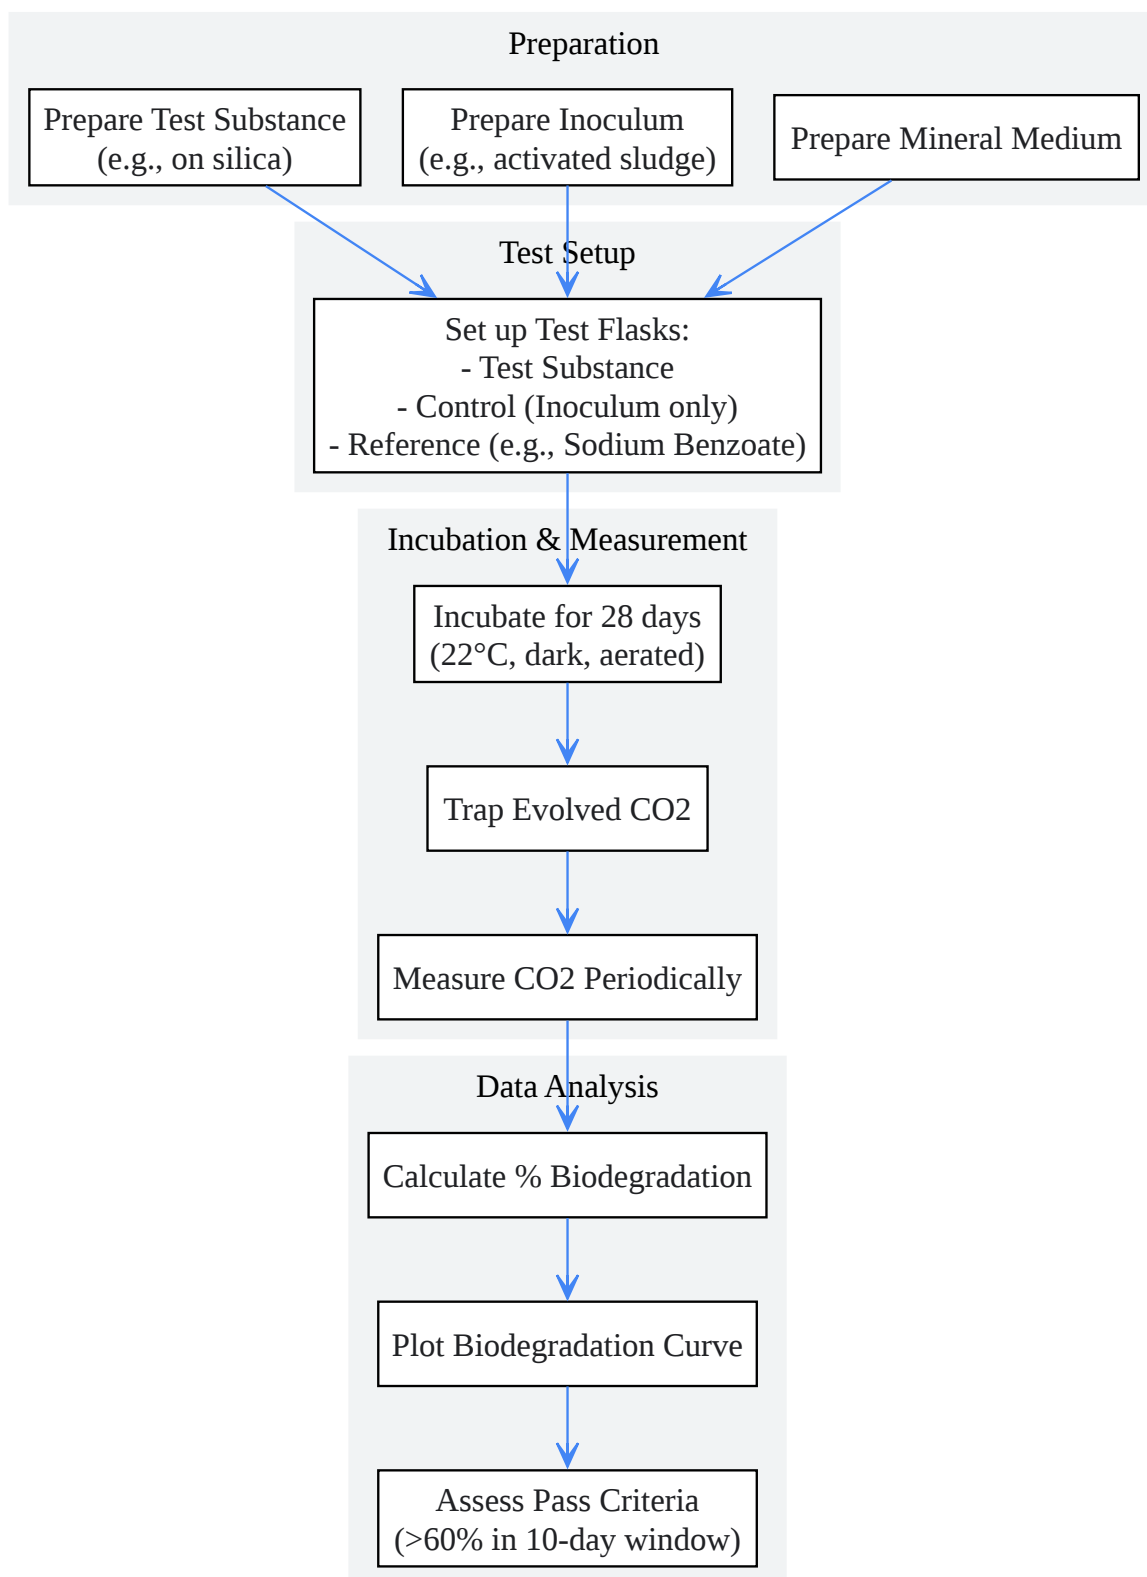 Preparation
Prepare Test Substance
(e.g., on silica)
Prepare Inoculum
(e.g., activated sludge)
Prepare Mineral Medium
Test Setup
Set up Test Flasks:
- Test Substance
- Control (Inoculum only)
- Reference (e.g., Sodium Benzoate)
Incubation & Measurement
Incubate for 28 days
(22°C, dark, aerated)
Trap Evolved CO2
Measure CO2 Periodically
Data Analysis
Calculate % Biodegradation
Plot Biodegradation Curve
Assess Pass Criteria
(>60% in 10-day window)